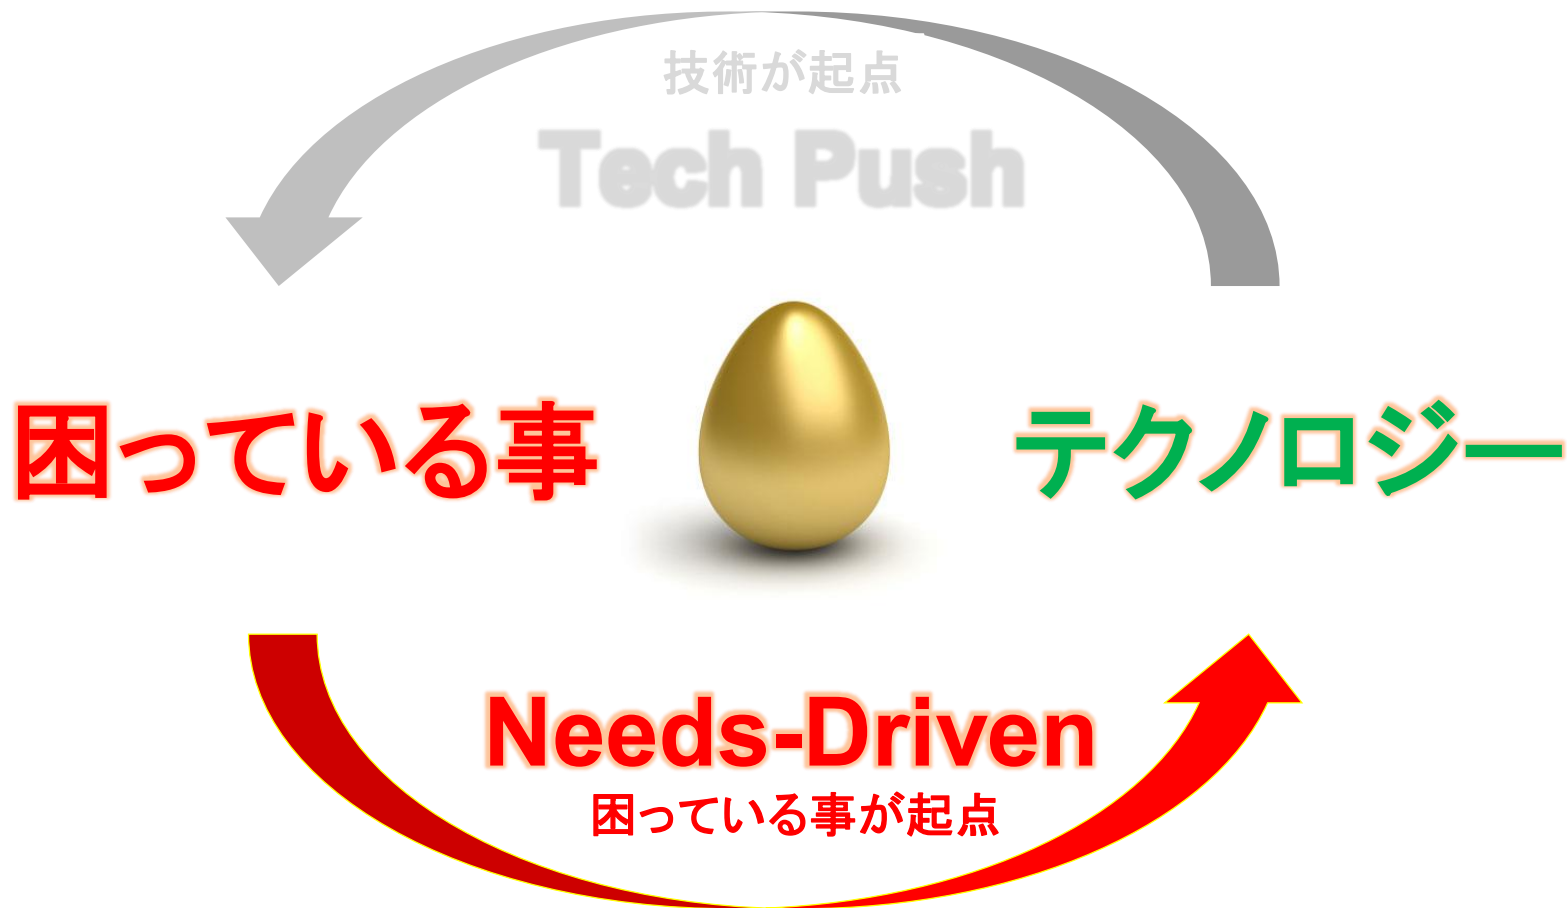 技術が起点
Tech Push
困っている事
テクノロジー
Needs-Driven
困っている事が起点